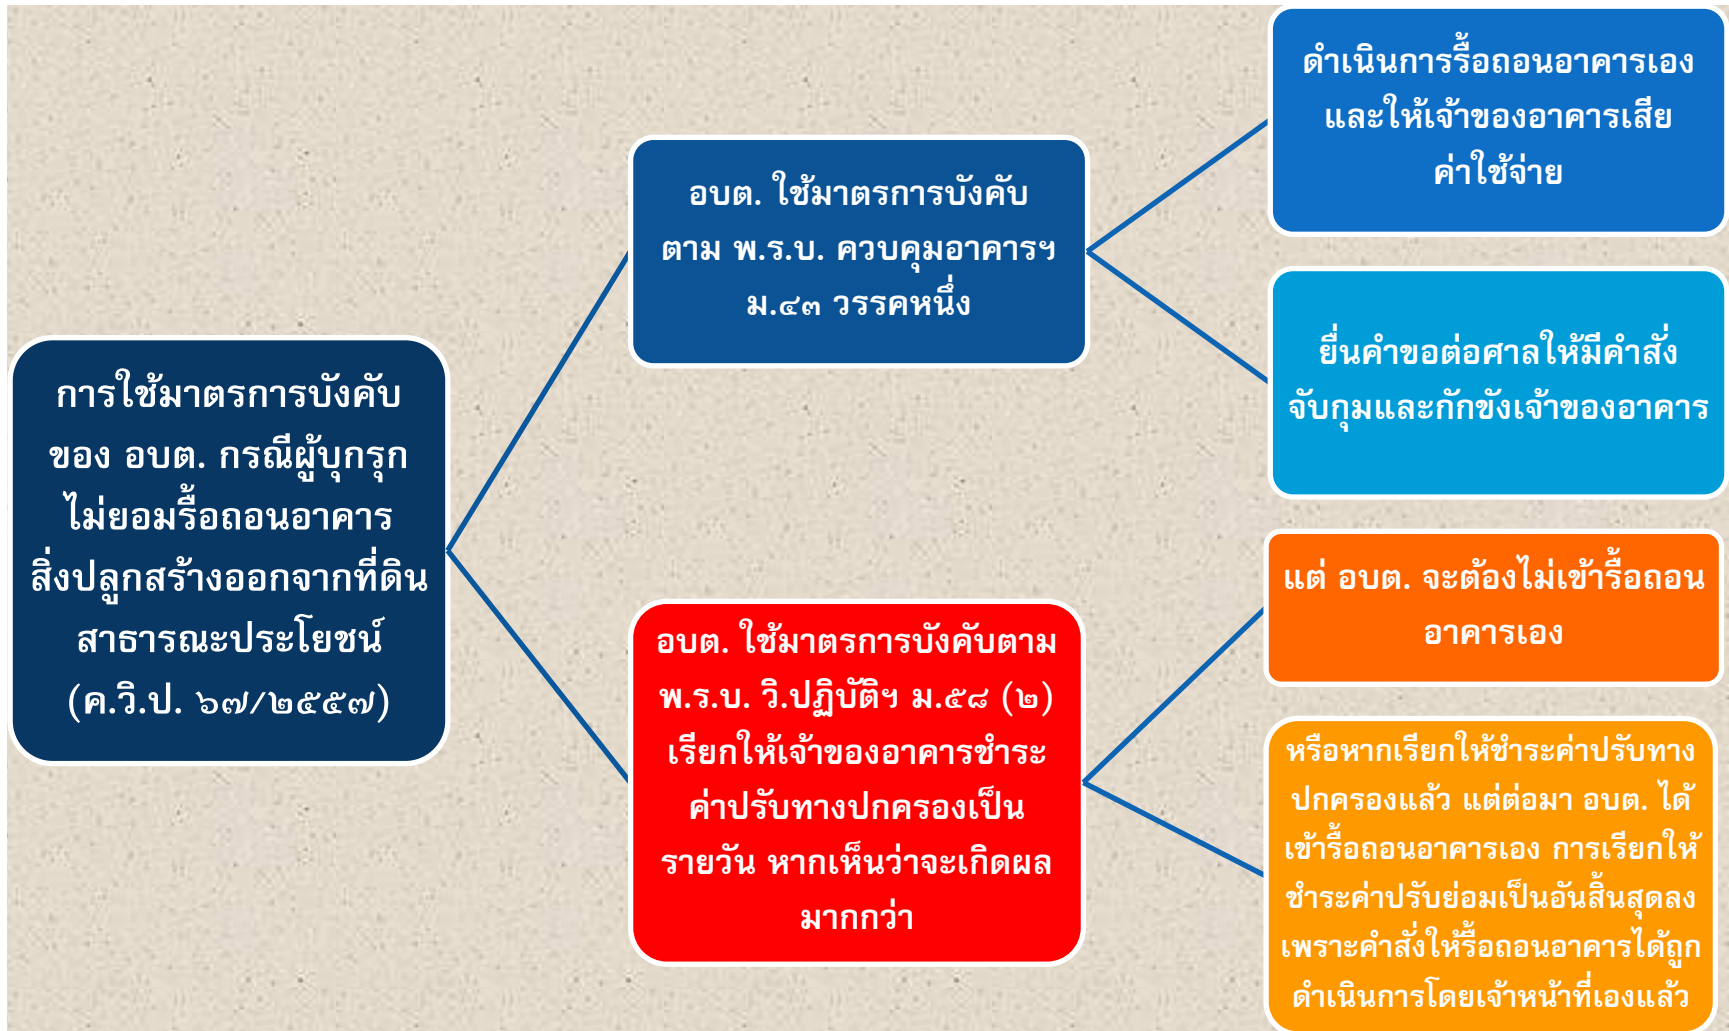 การใช้มาตรการบังคับ
ของ อบต. กรณีผู้บุกรุก
ไม่ยอมรื้อถอนอาคาร
สิ่งปลูกสร้างออกจากที่ดิน
สาธารณะประโยชน์
(ค.วิ.ป. ๖๗/๒๕๕๗)
อบต. ใช้มาตรการบังคับ
ตาม พ.ร.บ. ควบคุมอาคารฯ
ม.๔๓ วรรคหนึ่ง
ดำเนินการรื้อถอนอาคารเอง
และให้เจ้าของอาคารเสีย
ค่าใช้จ่าย
ยื่นคำขอต่อศาลให้มีคำสั่ง
จับกุมและกักขังเจ้าของอาคาร
อบต. ใช้มาตรการบังคับตาม
พ.ร.บ. วิ.ปฏิบัติฯ ม.๕๘ (๒)
เรียกให้เจ้าของอาคารชำระ
ค่าปรับทางปกครองเป็น
รายวัน หากเห็นว่าจะเกิดผล
มากกว่า
แต่ อบต. จะต้องไม่เข้ารื้อถอน
อาคารเอง
หรือหากเรียกให้ชำระค่าปรับทาง
ปกครองแล้ว แต่ต่อมา อบต. ได้
เข้ารื้อถอนอาคารเอง การเรียกให้
ชำระค่าปรับย่อมเป็นอันสิ้นสุดลง
เพราะคำสั่งให้รื้อถอนอาคารได้ถูก
ดำเนินการโดยเจ้าหน้าที่เองแล้ว